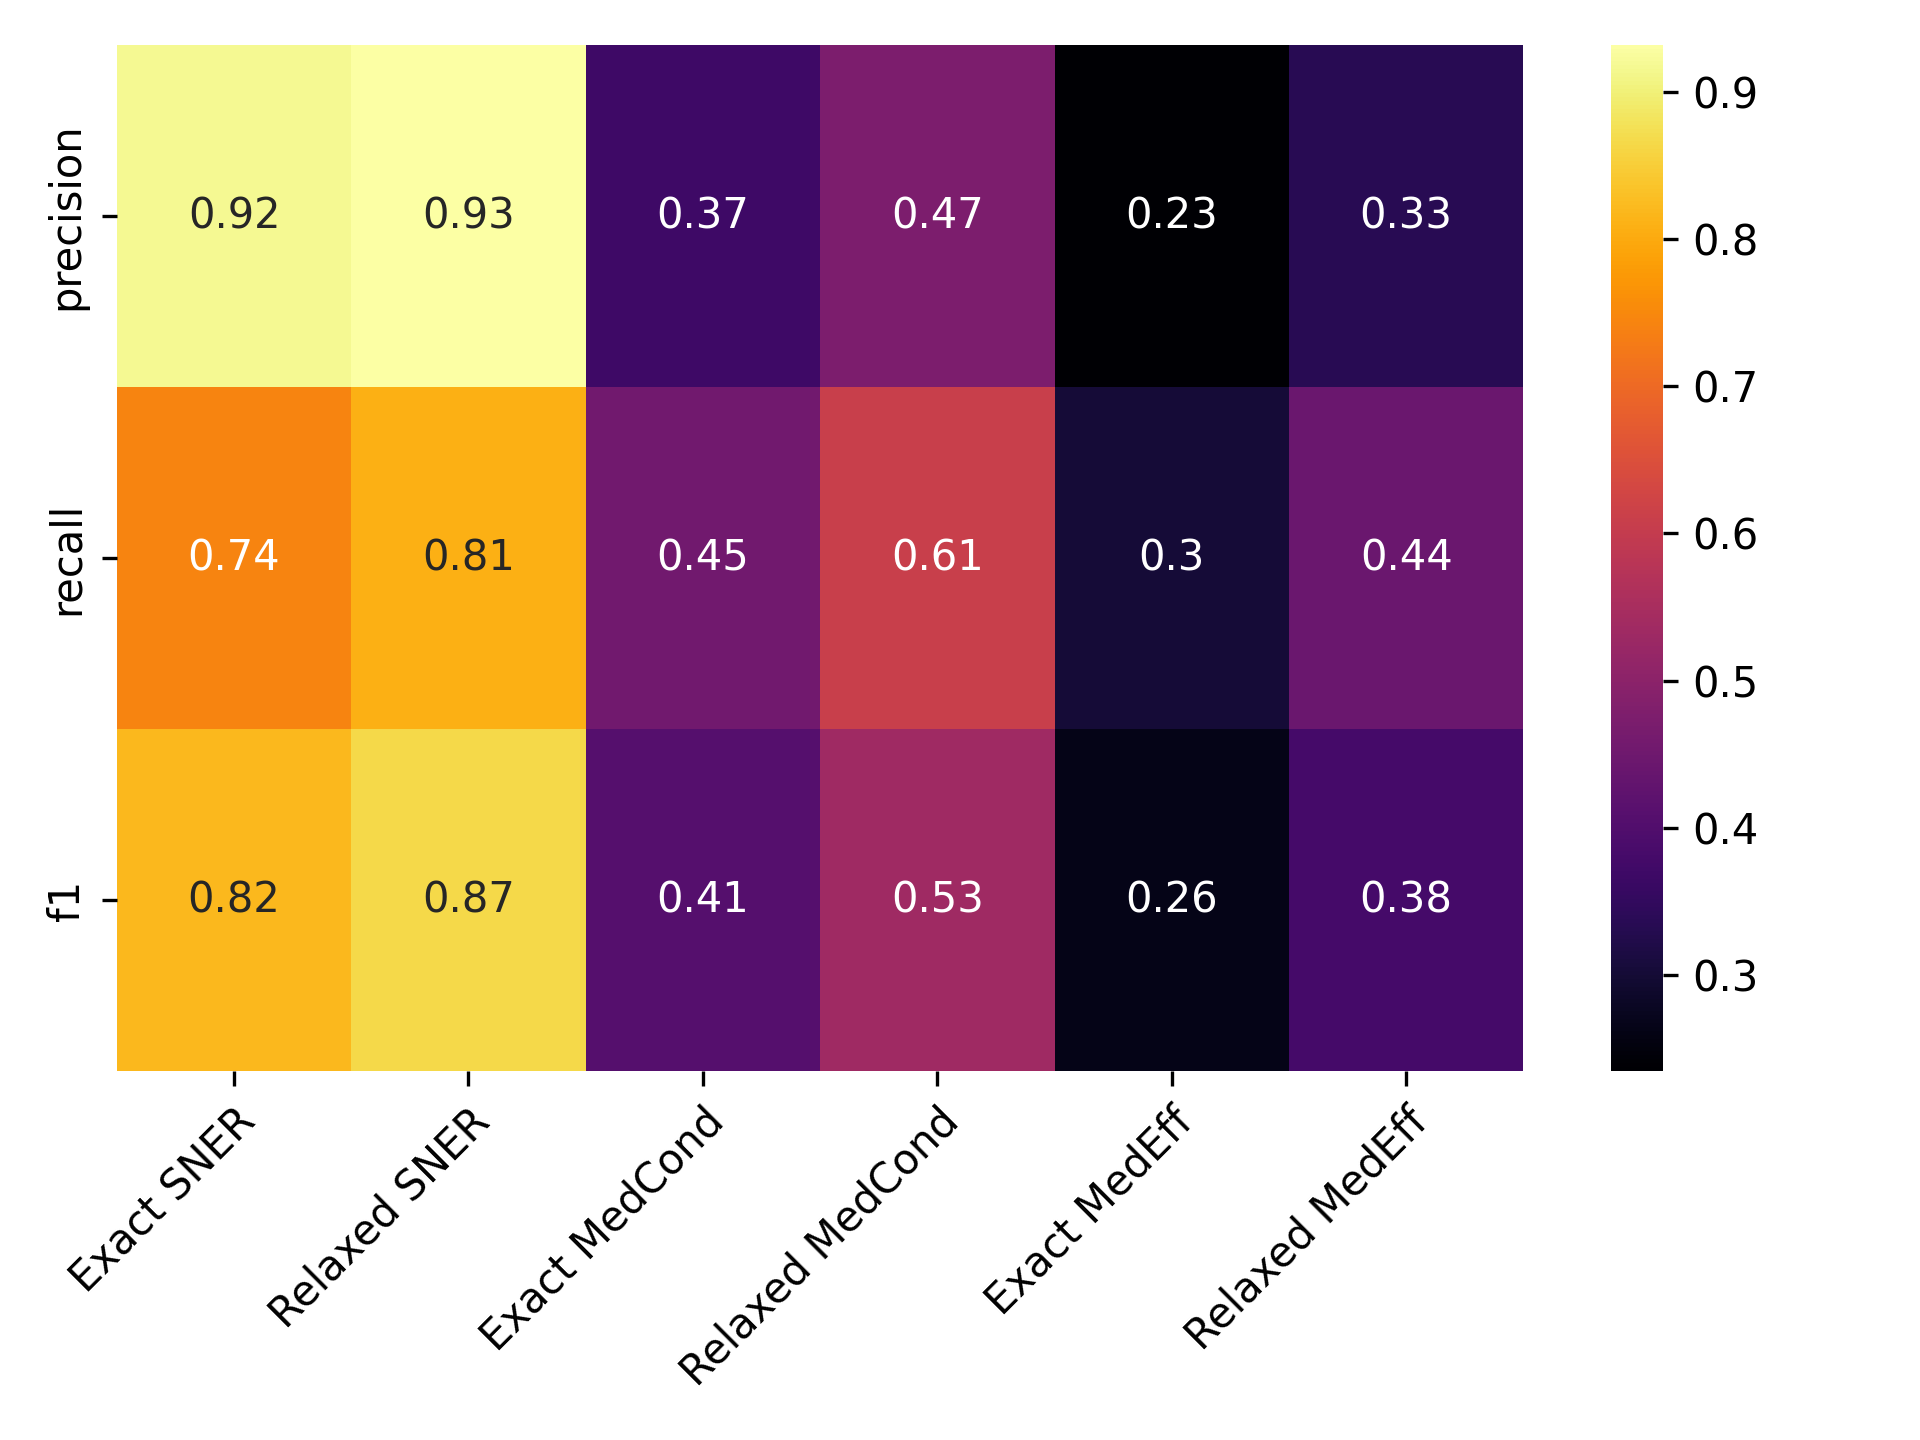 precision 0.92 0.93 0.37 0.47 0.23 0.33
recall 0.74 0.81 0.45 0.61 0.3 0.44
f1 0.82 0.87 0.41 0.53 0.26 0.38
Exact SNER
Relaxed SNER
Exact MedCond
Relaxed MedCond
Exact MedEff
Relaxed MedEff
0.9
0.8
0.7
0.6
0.5
0.4
0.3